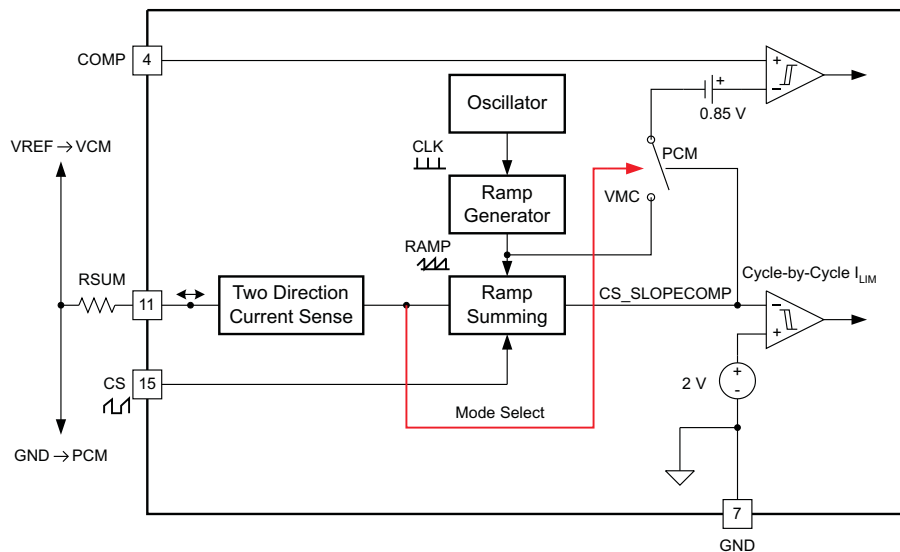 COMP
4
+
−
Oscillator
+
0.85 V
VREF → VCM
CLK
PCM
Ramp
Generator
VMC
RAMP
RSUM
11
Two Direction
Current Sense
Ramp
Summing
CS_SLOPECOMP
Cycle-by-Cycle ILIM
−
+
CS
15
2 V
+
-
Mode Select
GND → PCM
7
GND